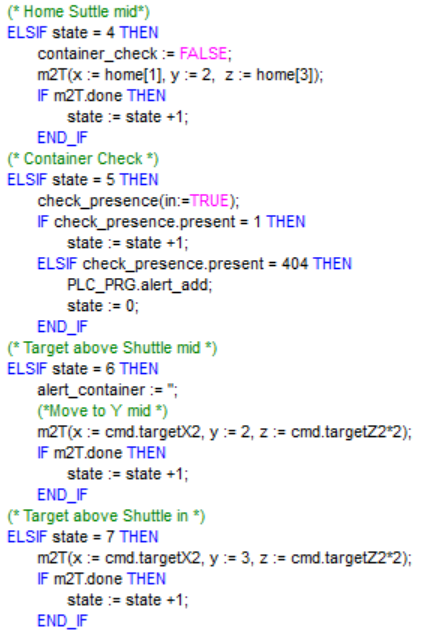 (* Home Suttle mid*)
ELSIF state = 4 THEN
container_check := FALSE;
m2T(x := home[1], y := 2, z := home[3]);
IF m2T.done THEN
state := state +1;
END_IF
(* Container Check *)
ELSIF state = 5 THEN
check_presence(in:=TRUE);
IF check_presence.present = 1 THEN
state := state +1;
ELSIF check_presence.present = 404 THEN
PLC_PRG.alert_add;
state := 0;
END_IF
(* Target above Shuttle mid *)
ELSIF state = 6 THEN
alert_container := '';
(*Move to Y mid *)
m2T(x := cmd.targetX2, y := 2, z := cmd.targetZ2*2);
IF m2T.done THEN
state := state +1;
END_IF
(* Target above Shuttle in *)
ELSIF state = 7 THEN
m2T(x := cmd.targetX2, y := 3, z := cmd.targetZ2*2);
IF m2T.done THEN
state := state +1;
END_IF